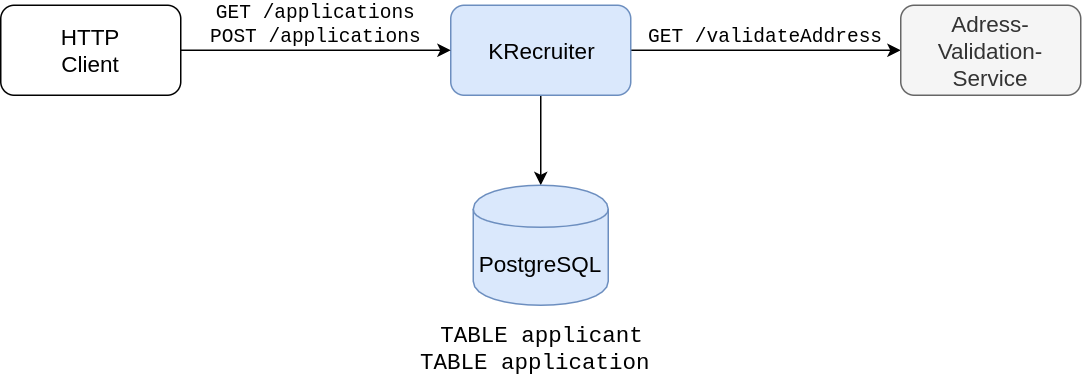 GET /applications
POST /applications
HTTP
Client
KRecruiter
GET /validateAddress
Adress-
Validation-
Service
PostgreSQL
TABLE applicant
TABLE application